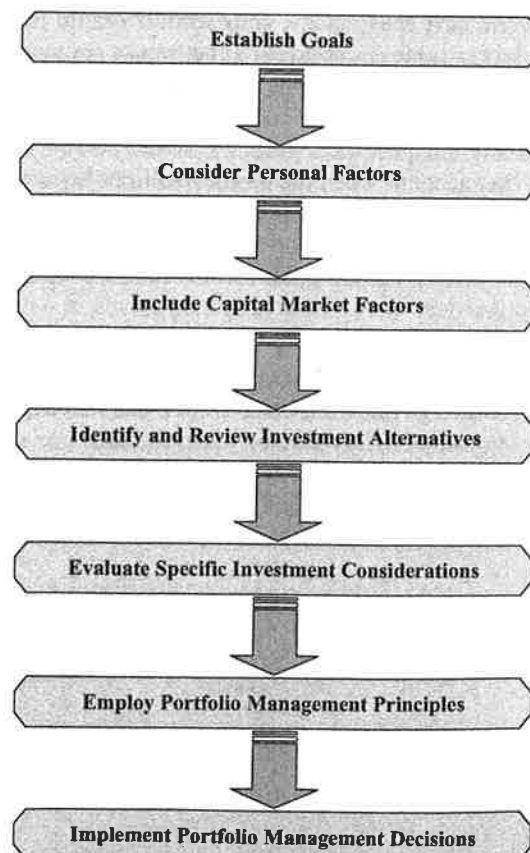 Establish Goals
Consider Personal Factors
Include Capital Market Factors
Identify and Review Investment Alternatives
Evaluate Specific Investment Considerations
Employ Portfolio Management Principles
Implement Portfolio Management Decisions